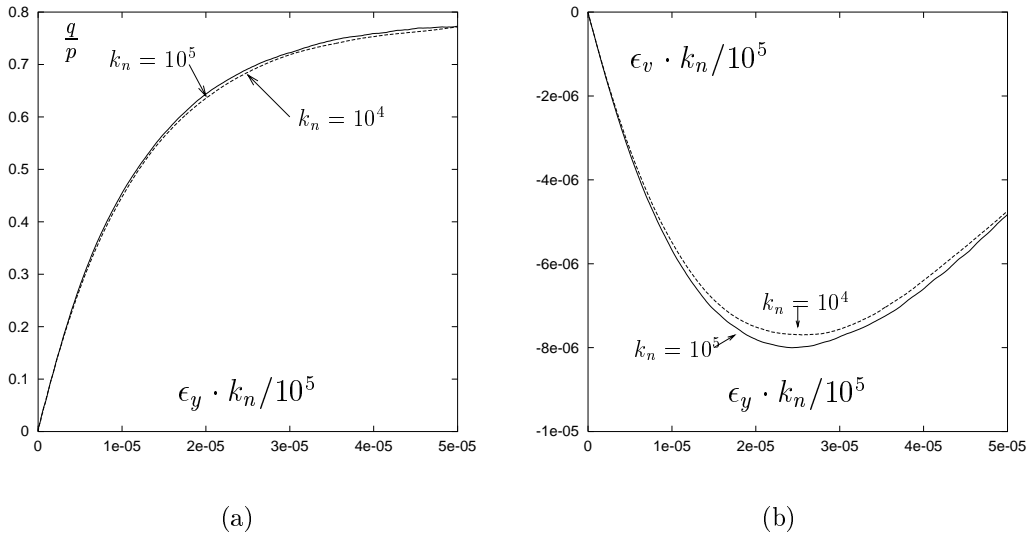 0.8
0.7
0.6
0.5
0.4
0.3
0.2
0.1
0
q/p
k_n = 10^5
k_n = 10^4
ϵ_y · k_n/10^5
0 1e-05 2e-05 3e-05 4e-05 5e-05
(a)
0
-2e-06
-4e-06
-6e-06
-8e-06
-1e-05
ϵ_v · k_n/10^5
k_n = 10^4
k_n = 10^5
ϵ_y · k_n/10^5
0 1e-05 2e-05 3e-05 4e-05 5e-05
(b)